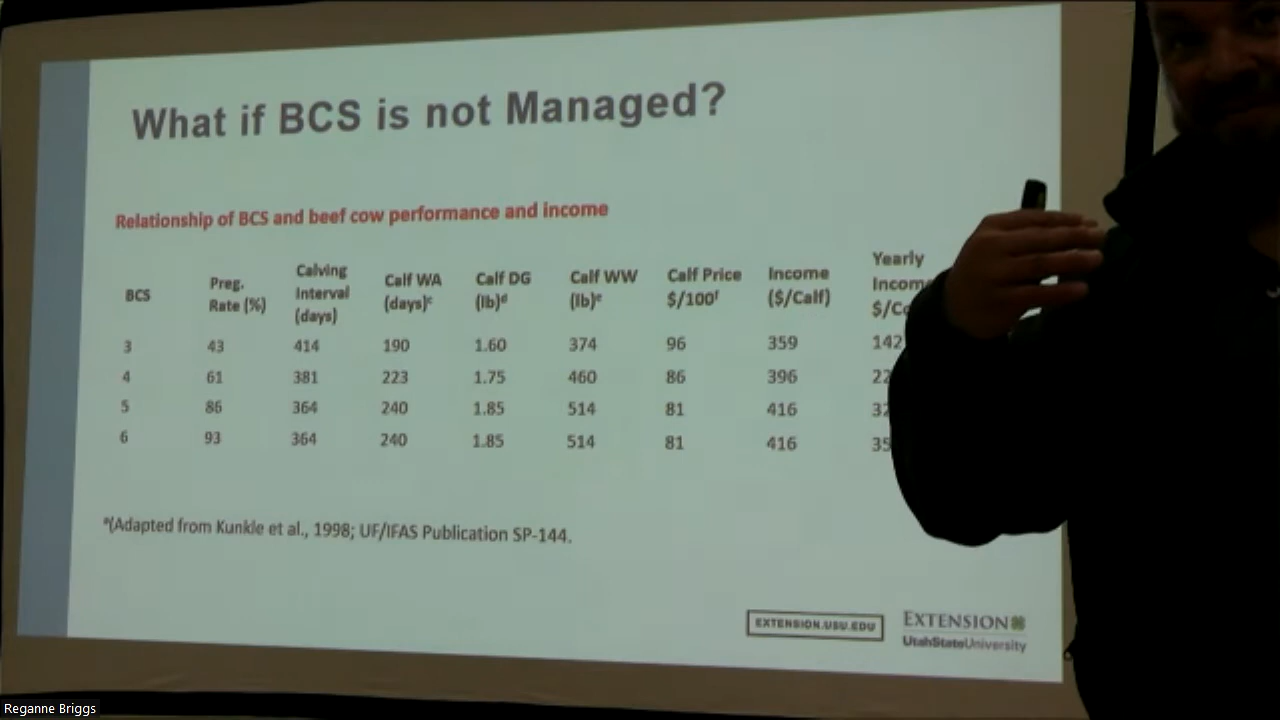 What if BCS is not Managed?
Relationship of BCS and beef cow performance and income
BCS Preg. Rate (%) Calving Interval (days) Calf WA (days)ᶜ Calf DG (lb)ᵈ Calf WW (lb)ᵉ Calf Price $/100ᶠ Income ($/Calf) Yearly
3 43 414 190 1.60 374 96 359 142
4 61 381 223 1.75 460 86 396
5 86 364 240 1.85 514 81 416
6 93 364 240 1.85 514 81 416
ᵃ(Adapted from Kunkle et al., 1998; UF/IFAS Publication SP-144.
EXTENSION.USU.EDU
EXTENSION
UtahStateUniversity
Reganne Briggs